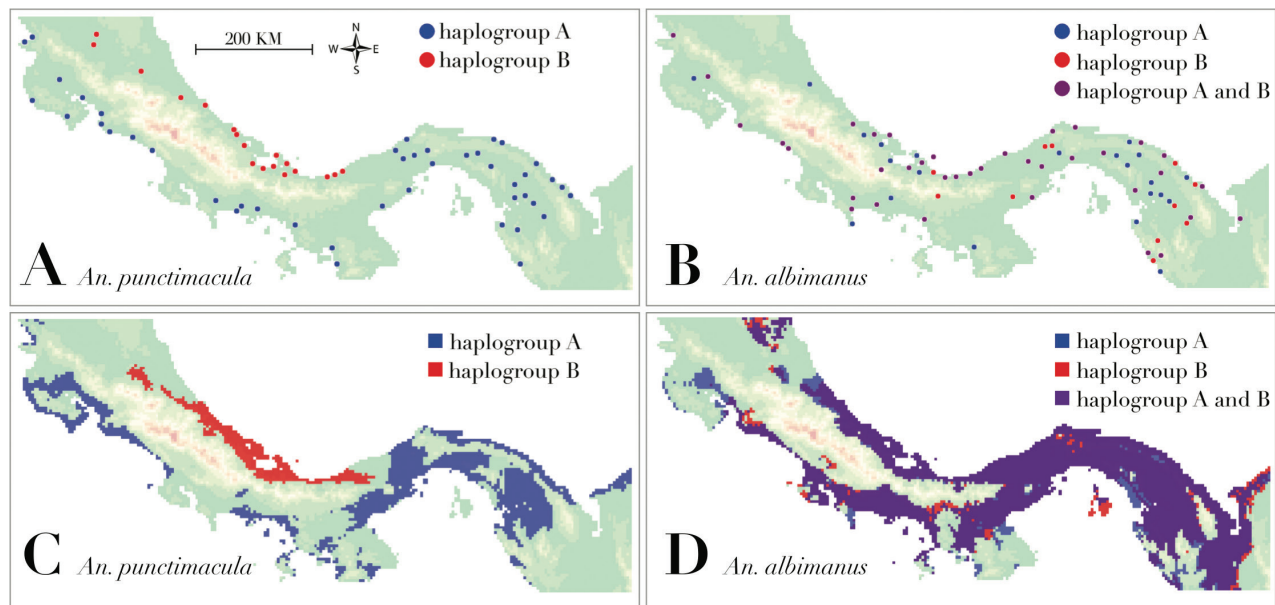 200 KM
N
W E
S
haplogroup A
haplogroup B
A An. punctimacula
haplogroup A
haplogroup B
haplogroup A and B
B An. albimanus
haplogroup A
haplogroup B
C An. punctimacula
haplogroup A
haplogroup B
haplogroup A and B
D An. albimanus